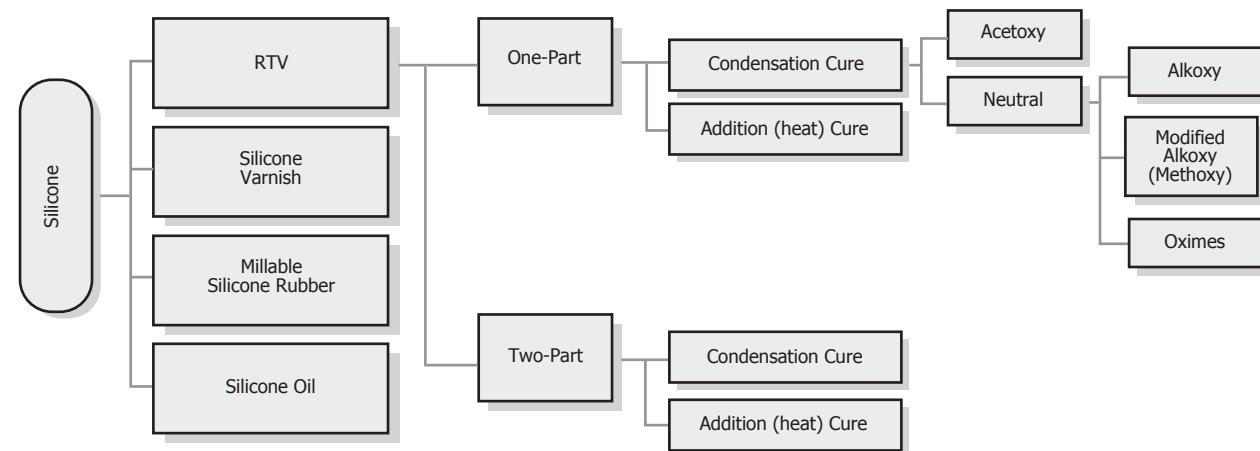 Silicone
RTV
Silicone
Varnish
Millable
Silicone Rubber
Silicone Oil
One-Part
Two-Part
Condensation Cure
Addition (heat) Cure
Condensation Cure
Addition (heat) Cure
Acetoxy
Neutral
Alkoxy
Modified
Alkoxy
(Methoxy)
Oximes